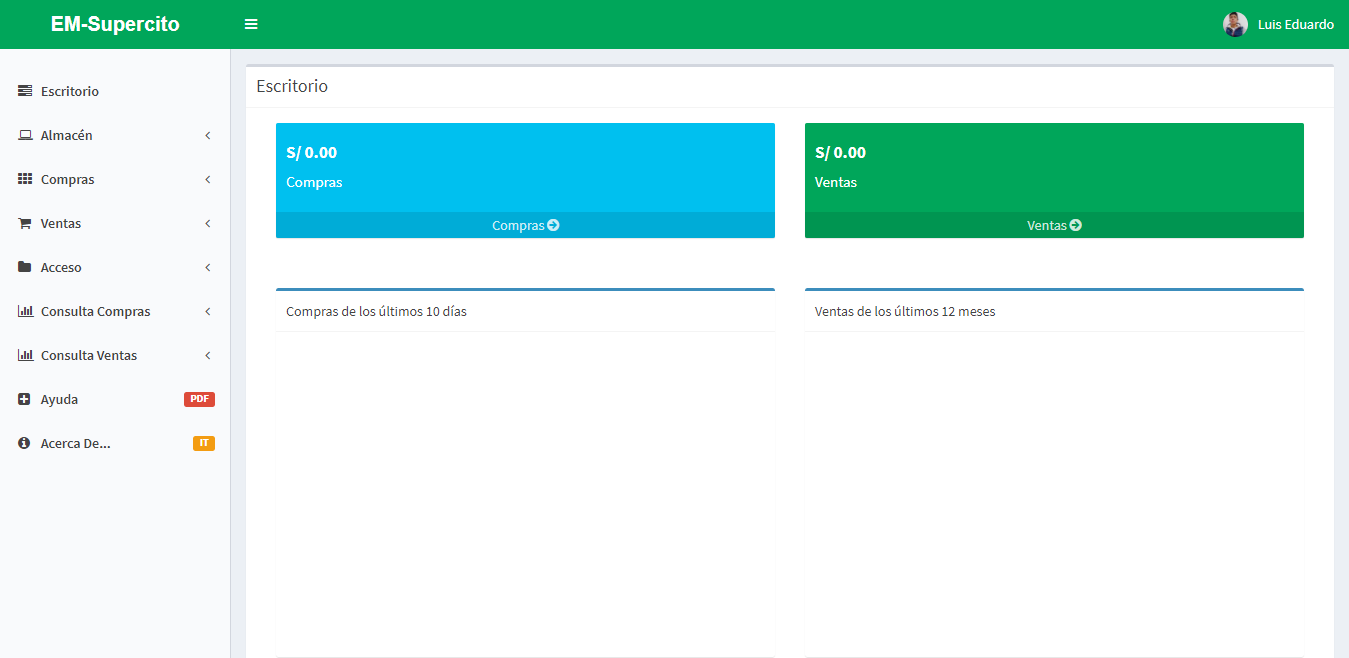 EM-Supercito
Luis Eduardo
Escritorio
Almacén
Compras
Ventas
Acceso
Consulta Compras
Consulta Ventas
Ayuda PDF
Acerca De... IT
Escritorio
S/ 0.00
Compras
Compras
S/ 0.00
Ventas
Ventas
Compras de los últimos 10 días
Ventas de los últimos 12 meses